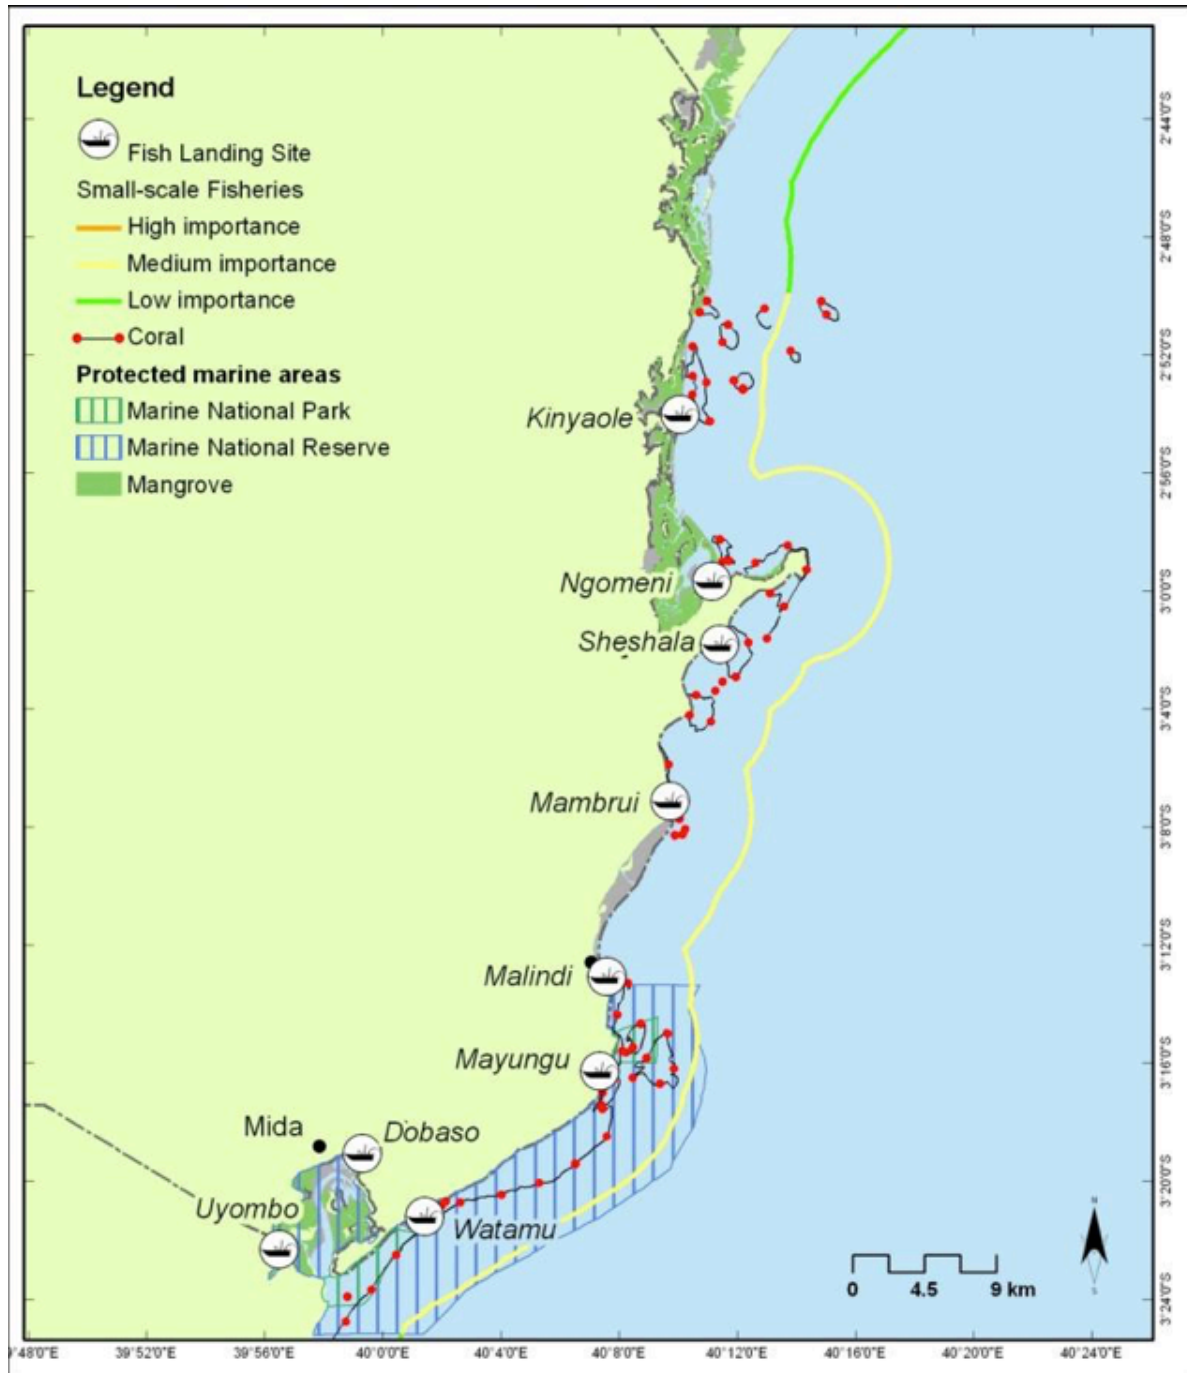 Legend
Fish Landing Site
Small-scale Fisheries
High importance
Medium importance
Low importance
Coral
Protected marine areas
Marine National Park
Marine National Reserve
Mangrove
Kinyaole
Ngomeni
Sheshala
Mambrui
Malindi
Mayungu
Mida
Dobaso
Uyombo
Watamu
N
S
0 4.5 9 km
2°44'0"S
2°48'0"S
2°52'0"S
2°56'0"S
3°0'0"S
3°4'0"S
3°8'0"S
3°12'0"S
3°16'0"S
3°20'0"S
3°24'0"S
9°48'0"E 39°52'0"E 39°56'0"E 40°0'0"E 40°4'0"E 40°8'0"E 40°12'0"E 40°16'0"E 40°20'0"E 40°24'0"E